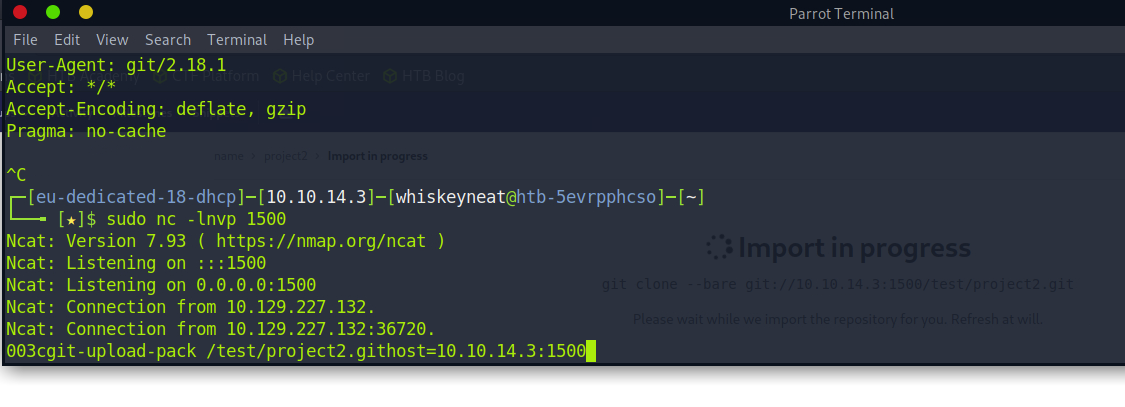 Parrot Terminal
File Edit View Search Terminal Help
User-Agent: git/2.18.1
Platform Help Center HTB Blog
Accept: */*
Accept-Encoding: deflate, gzip
Pragma: no-cache
name › project2 › Import in progress
^C
┌─[eu-dedicated-18-dhcp]─[10.10.14.3]─[whiskeyneat@htb-5evrpphcso]─[~]
└──╼ [★]$ sudo nc -lnvp 1500
Ncat: Version 7.93 ( https://nmap.org/ncat )
Import in progress
Ncat: Listening on :::1500
Ncat: Listening on 0.0.0.0:1500
git clone --bare git://10.10.14.3:1500/test/project2.git
Ncat: Connection from 10.129.227.132.
Please wait while we import the repository for you. Refresh at will.
Ncat: Connection from 10.129.227.132:36720.
003cgit-upload-pack /test/project2.githost=10.10.14.3:1500